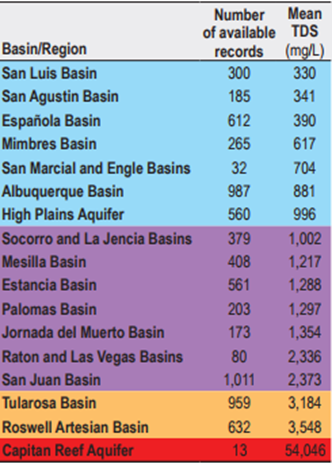 Basin/Region Number of available records Mean TDS (mg/L)
San Luis Basin 300 330
San Agustin Basin 185 341
Española Basin 612 390
Mimbres Basin 265 617
San Marcial and Engle Basins 32 704
Albuquerque Basin 987 881
High Plains Aquifer 560 996
Socorro and La Jencia Basins 379 1,002
Mesilla Basin 408 1,217
Estancia Basin 561 1,288
Palomas Basin 203 1,297
Jornada del Muerto Basin 173 1,354
Raton and Las Vegas Basins 80 2,336
San Juan Basin 1,011 2,373
Tularosa Basin 959 3,184
Roswell Artesian Basin 632 3,548
Capitan Reef Aquifer 13 54,046